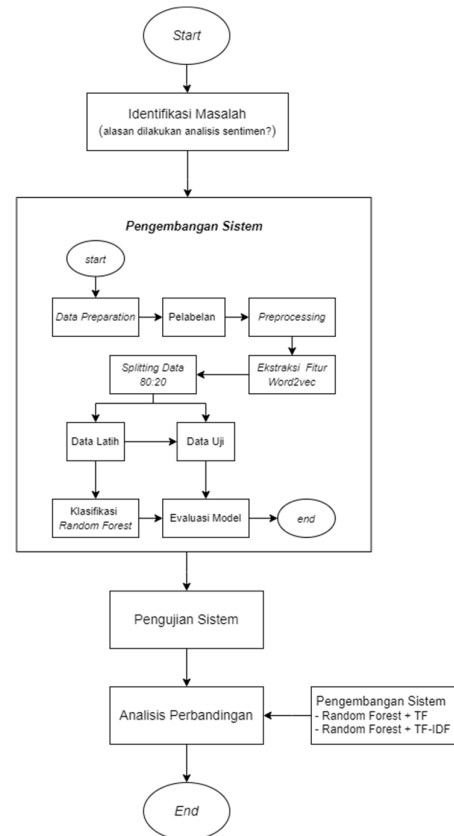 Start
Identifikasi Masalah
(alasan dilakukan analisis sentimen?)
Pengembangan Sistem
start
Data Preparation
Pelabelan
Preprocessing
Ekstraksi Fitur
Word2vec
Splitting Data
80:20
Data Latih
Data Uji
Klasifikasi
Random Forest
Evaluasi Model
end
Pengujian Sistem
Analisis Perbandingan
Pengembangan Sistem
- Random Forest + TF
- Random Forest + TF-IDF
End